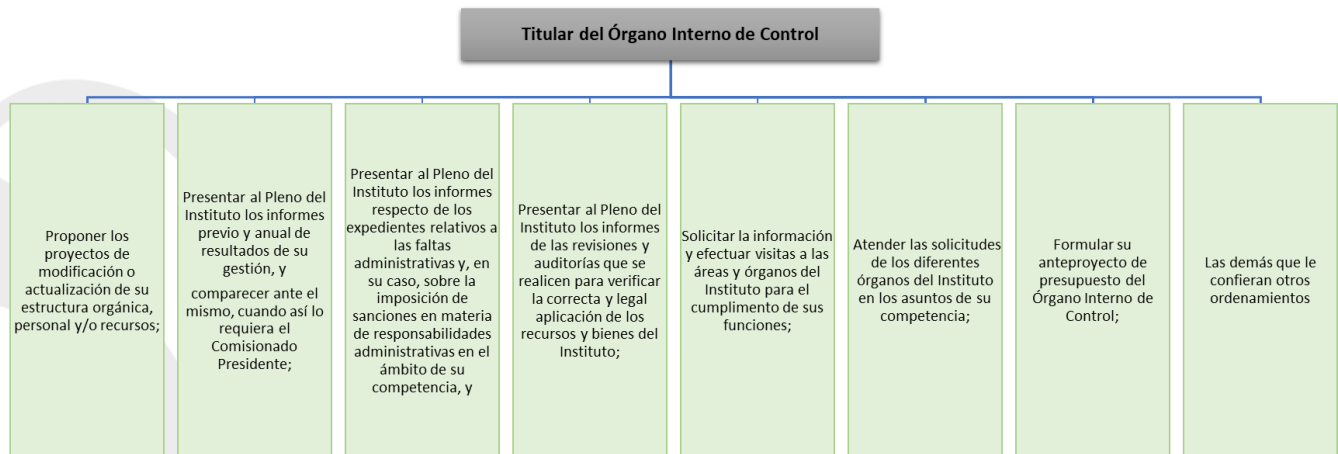 Titular del Órgano Interno de Control
Proponer los
proyectos de
modificación o
actualización de su
estructura orgánica,
personal y/o recursos;
Presentar al Pleno del
Instituto los informes
previo y anual de
resultados de su
gestión, y
comparecer ante el
mismo, cuando así lo
requiera el
Comisionado
Presidente;
Presentar al Pleno del
Instituto los informes
respecto de los
expedientes relativos a
las faltas
administrativas y, en
su caso, sobre la
imposición de
sanciones en materia
de responsabilidades
administrativas en el
ámbito de su
competencia, y
Presentar al Pleno del
Instituto los informes
de las revisiones y
auditorías que se
realicen para verificar
la correcta y legal
aplicación de los
recursos y bienes del
Instituto;
Solicitar la información
y efectuar visitas a las
áreas y órganos del
Instituto para el
cumplimento de sus
funciones;
Atender las solicitudes
de los diferentes
órganos del Instituto
en los asuntos de su
competencia;
Formular su
anteproyecto de
presupuesto del
Órgano Interno de
Control;
Las demás que le
confieran otros
ordenamientos